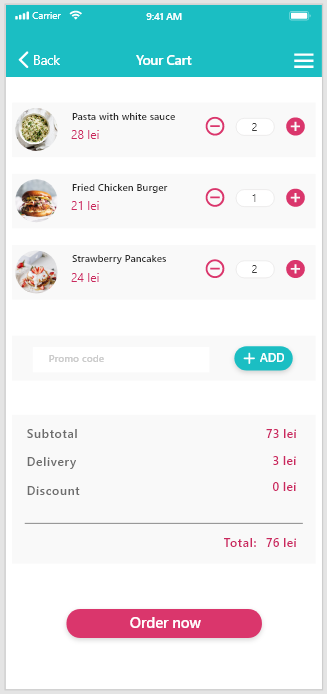 Carrier 9:41 AM
Back Your Cart
Pasta with white sauce
28 lei
2
Fried Chicken Burger
21 lei
1
Strawberry Pancakes
24 lei
2
Promo code ADD
Subtotal 73 lei
Delivery 3 lei
Discount 0 lei
Total: 76 lei
Order now